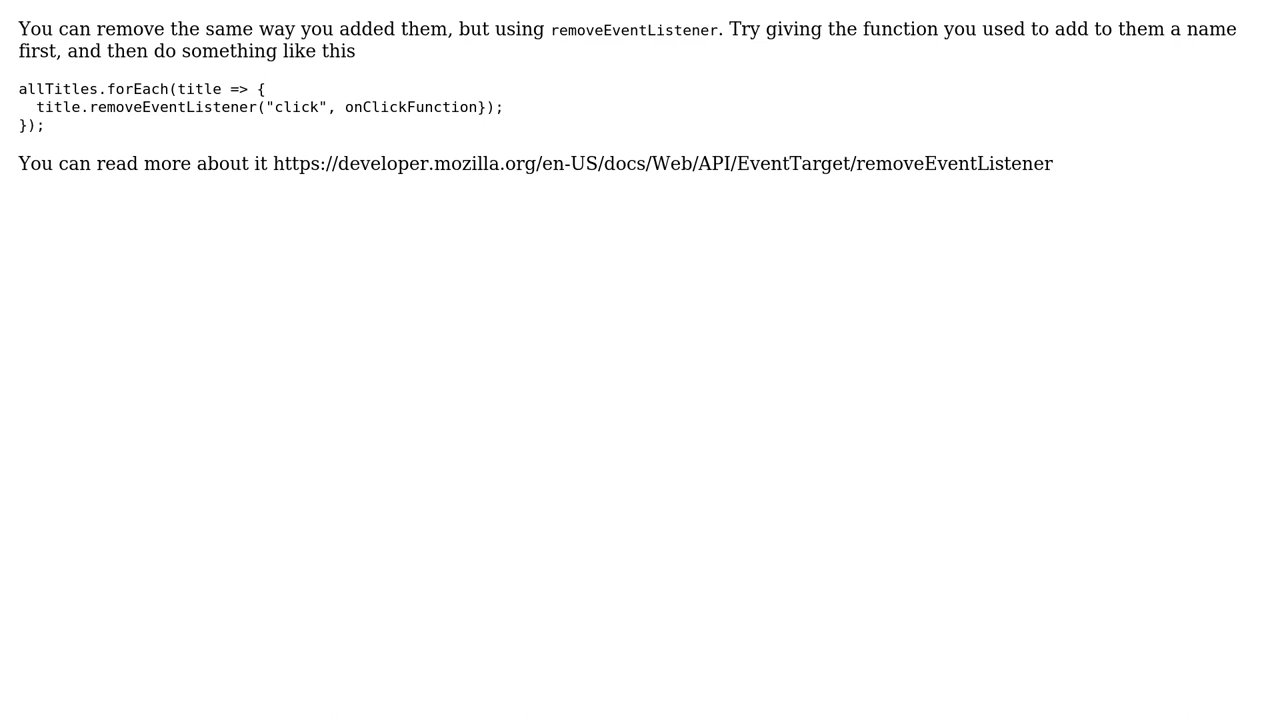 You can remove the same way you added them, but using removeEventListener. Try giving the function you used to add to them a name
first, and then do something like this
allTitles.forEach(title => {
  title.removeEventListener("click", onClickFunction});
});
You can read more about it https://developer.mozilla.org/en-US/docs/Web/API/EventTarget/removeEventListener